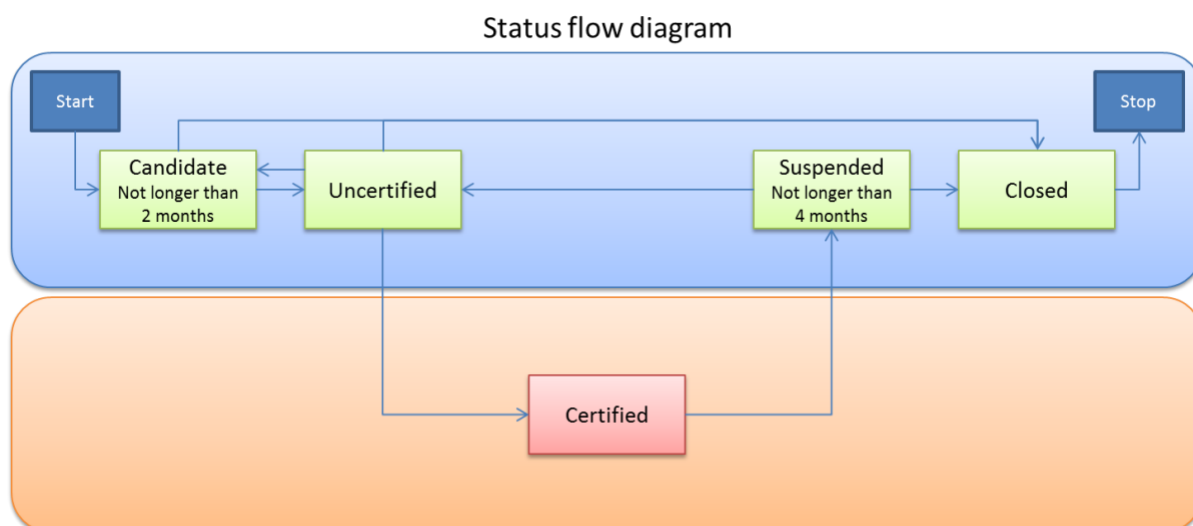 Status flow diagram
Start
Stop
Candidate
Not longer than
2 months
Uncertified
Suspended
Not longer than
4 months
Closed
Certified